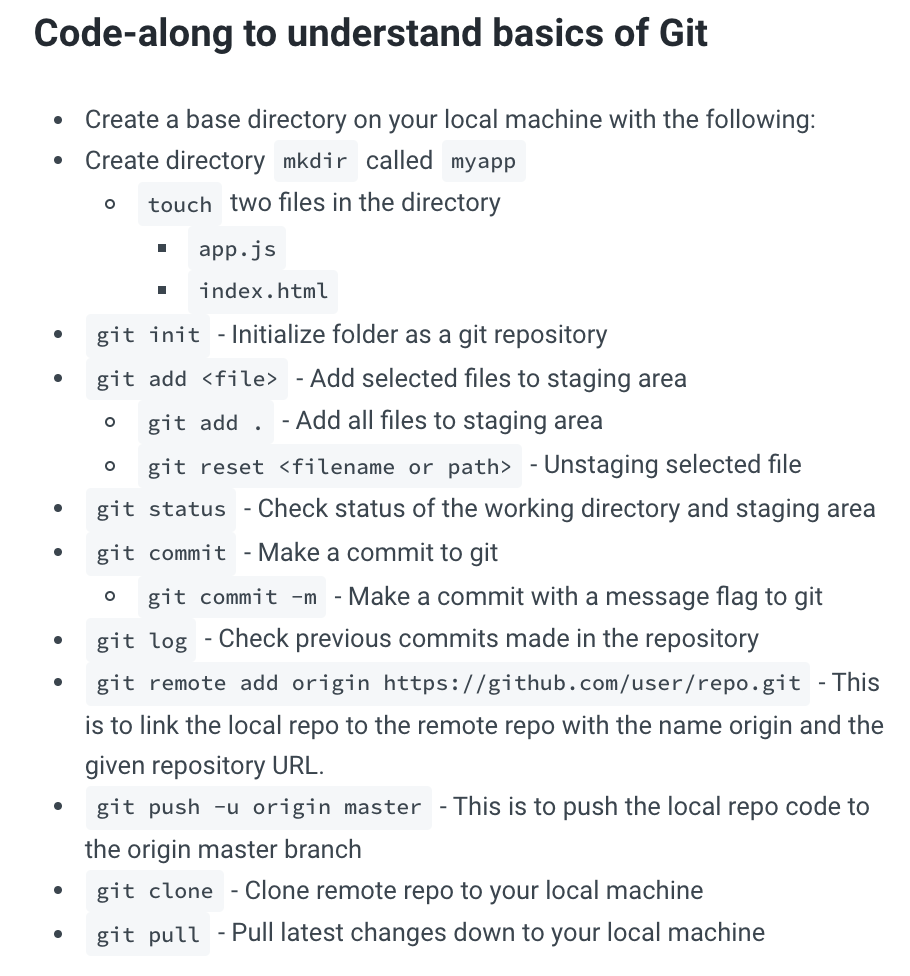 Code-along to understand basics of Git
Create a base directory on your local machine with the following:
Create directory mkdir called myapp
touch two files in the directory
app.js
index.html
git init - Initialize folder as a git repository
git add <file> - Add selected files to staging area
git add . - Add all files to staging area
git reset <filename or path> - Unstaging selected file
git status - Check status of the working directory and staging area
git commit - Make a commit to git
git commit -m - Make a commit with a message flag to git
git log - Check previous commits made in the repository
git remote add origin https://github.com/user/repo.git - This
is to link the local repo to the remote repo with the name origin and the
given repository URL.
git push -u origin master - This is to push the local repo code to
the origin master branch
git clone - Clone remote repo to your local machine
git pull - Pull latest changes down to your local machine